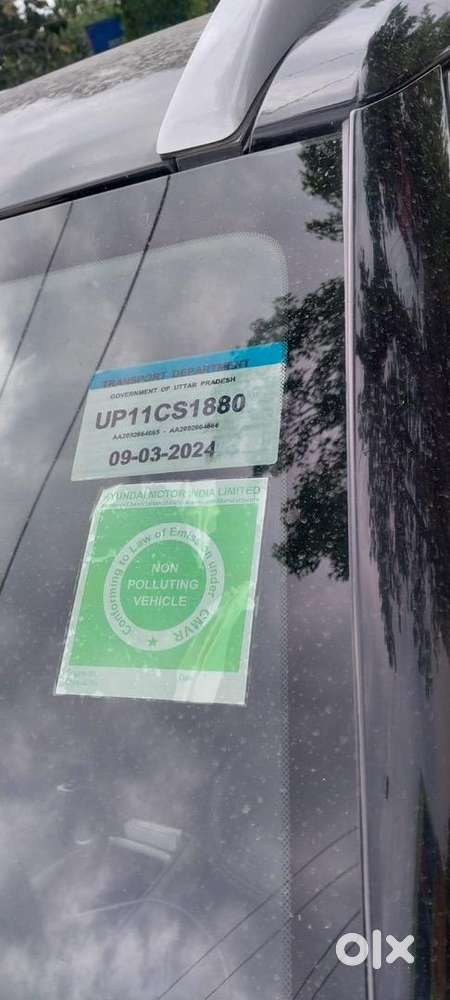 TRANSPORT DEPARTMENT
GOVERNMENT OF UTTAR PRADESH
UP11CS1880
09-03-2024
HYUNDAI MOTOR INDIA LIMITED
Conforming to Law of Emission under CMVR
NON
POLLUTING
VEHICLE
olx